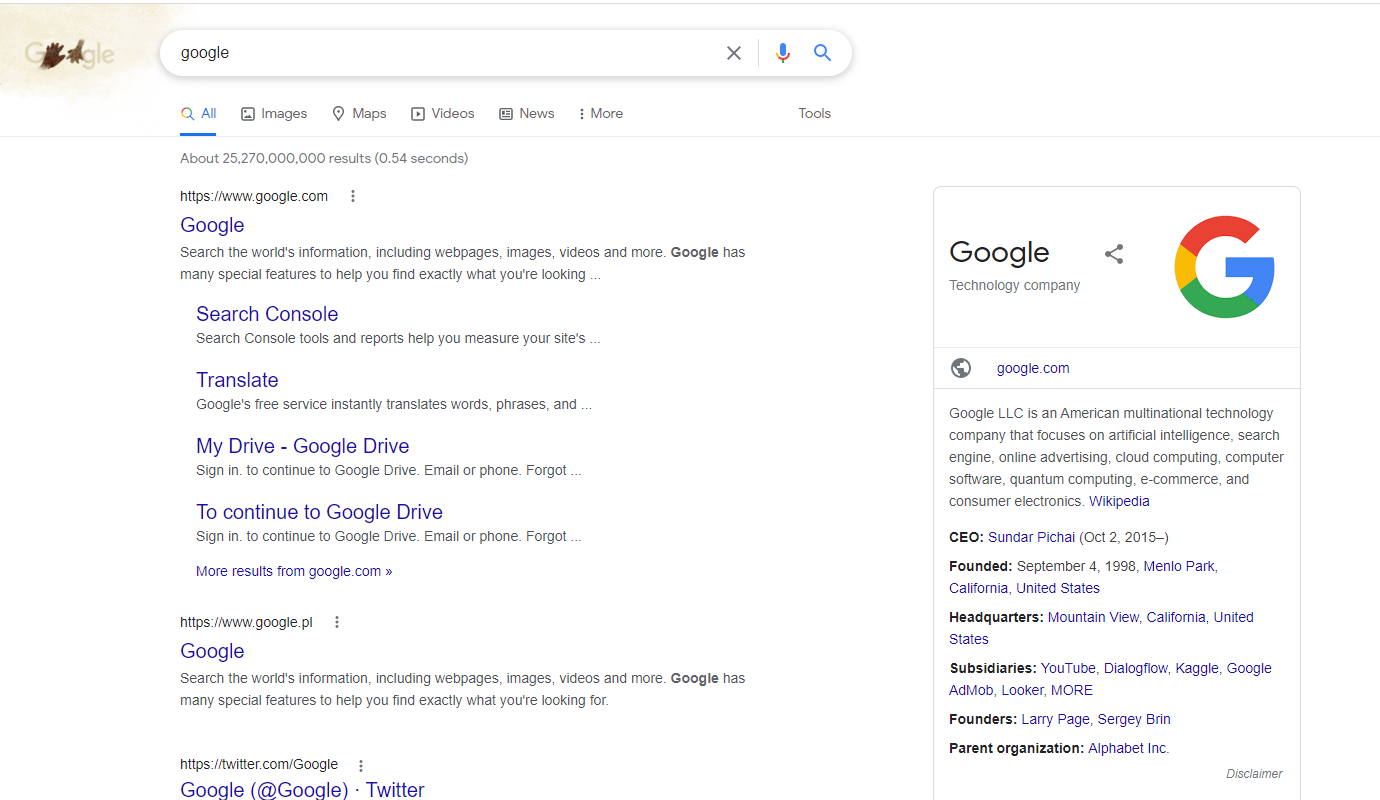 Google
google
All Images Maps Videos News More Tools
About 25,270,000,000 results (0.54 seconds)
https://www.google.com
Google
Search the world's information, including webpages, images, videos and more. Google has
many special features to help you find exactly what you're looking ...
Search Console
Search Console tools and reports help you measure your site's ...
Translate
Google's free service instantly translates words, phrases, and ...
My Drive - Google Drive
Sign in. to continue to Google Drive. Email or phone. Forgot ...
To continue to Google Drive
Sign in. to continue to Google Drive. Email or phone. Forgot ...
More results from google.com »
https://www.google.pl
Google
Search the world's information, including webpages, images, videos and more. Google has
many special features to help you find exactly what you're looking for.
https://twitter.com/Google
Google (@Google) · Twitter
Google
Technology company
google.com
Google LLC is an American multinational technology
company that focuses on artificial intelligence, search
engine, online advertising, cloud computing, computer
software, quantum computing, e-commerce, and
consumer electronics. Wikipedia
CEO: Sundar Pichai (Oct 2, 2015–)
Founded: September 4, 1998, Menlo Park,
California, United States
Headquarters: Mountain View, California, United
States
Subsidiaries: YouTube, Dialogflow, Kaggle, Google
AdMob, Looker, MORE
Founders: Larry Page, Sergey Brin
Parent organization: Alphabet Inc.
Disclaimer